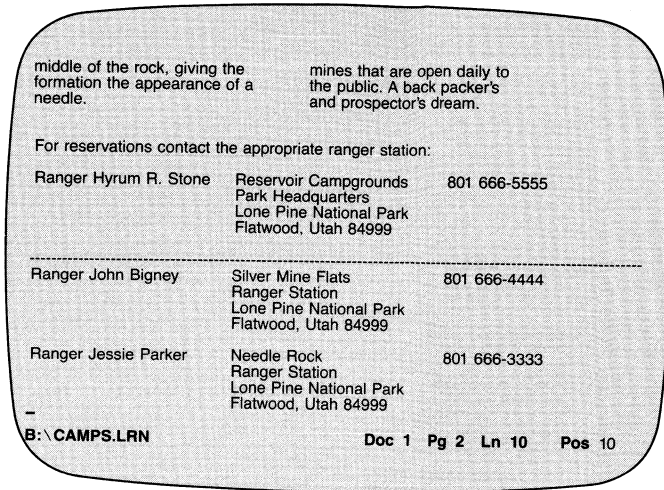 middle of the rock, giving the
formation the appearance of a
needle.
mines that are open daily to
the public. A back packer's
and prospector's dream.
For reservations contact the appropriate ranger station:
Ranger Hyrum R. Stone Reservoir Campgrounds 801 666-5555
Park Headquarters
Lone Pine National Park
Flatwood, Utah 84999
Ranger John Bigney Silver Mine Flats 801 666-4444
Ranger Station
Lone Pine National Park
Flatwood, Utah 84999
Ranger Jessie Parker Needle Rock 801 666-3333
Ranger Station
Lone Pine National Park
Flatwood, Utah 84999
B:\CAMPS.LRN Doc 1 Pg 2 Ln 10 Pos 10